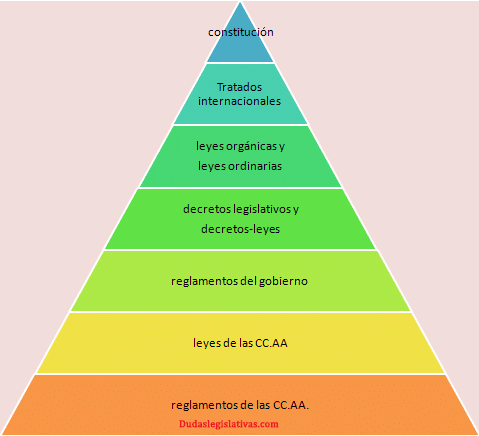 constitución
Tratados
internacionales
leyes orgánicas y
leyes ordinarias
decretos legislativos y
decretos-leyes
reglamentos del gobierno
leyes de las CC.AA
reglamentos de las CC.AA.
Dudaslegislativas.com